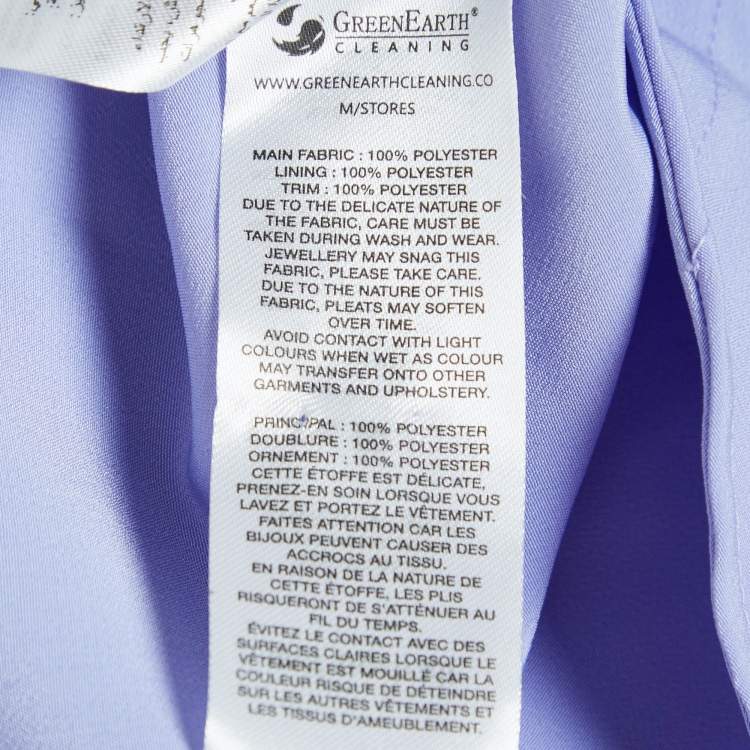 GREENEARTH®
CLEANING
WWW.GREENEARTHCLEANING.CO
M/STORES
MAIN FABRIC : 100% POLYESTER
LINING : 100% POLYESTER
TRIM : 100% POLYESTER
DUE TO THE DELICATE NATURE OF
THE FABRIC, CARE MUST BE
TAKEN DURING WASH AND WEAR.
JEWELLERY MAY SNAG THIS
FABRIC, PLEASE TAKE CARE.
DUE TO THE NATURE OF THIS
FABRIC, PLEATS MAY SOFTEN
OVER TIME.
AVOID CONTACT WITH LIGHT
COLOURS WHEN WET AS COLOUR
MAY TRANSFER ONTO OTHER
GARMENTS AND UPHOLSTERY.
PRINCIPAL : 100% POLYESTER
DOUBLURE : 100% POLYESTER
ORNEMENT : 100% POLYESTER
CETTE ÉTOFFE EST DÉLICATE,
PRENEZ-EN SOIN LORSQUE VOUS
LAVEZ ET PORTEZ LE VÊTEMENT.
FAITES ATTENTION CAR LES
BIJOUX PEUVENT CAUSER DES
ACCROCS AU TISSU.
EN RAISON DE LA NATURE DE
CETTE ÉTOFFE, LES PLIS
RISQUERONT DE S'ATTÉNUER AU
FIL DU TEMPS.
ÉVITEZ LE CONTACT AVEC DES
SURFACES CLAIRES LORSQUE LE
VÊTEMENT EST MOUILLÉ CAR LA
COULEUR RISQUE DE DÉTEINDRE
SUR LES AUTRES VÊTEMENTS ET
LES TISSUS D'AMEUBLEMENT.